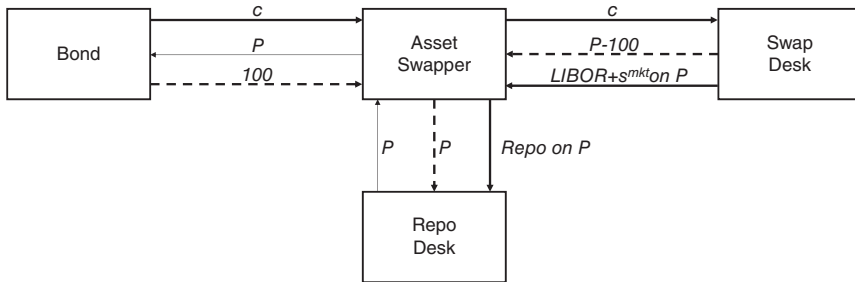 c
c
P
Asset
Swapper
P-100
Bond
Swap
Desk
100
LIBOR+s^mkt on P
P
P
Repo on P
Repo
Desk